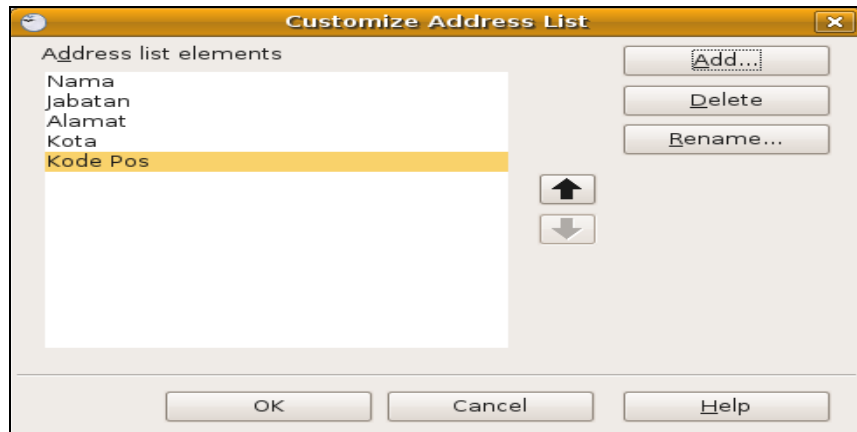 Customize Address List
Address list elements
Nama
Jabatan
Alamat
Kota
Kode Pos
Add...
Delete
Rename...
OK
Cancel
Help